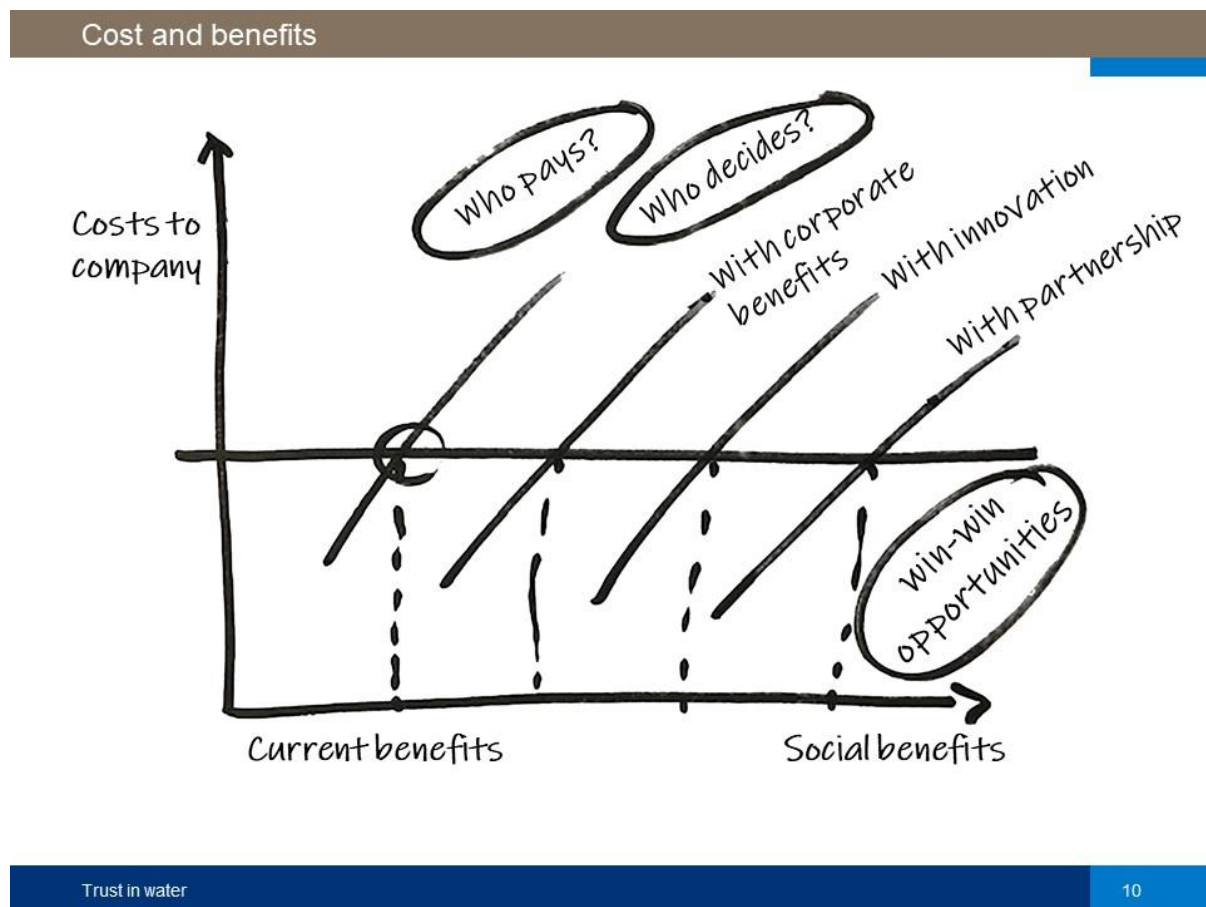 Cost and benefits
Who pays?
Who decides?
Costs to
company
With corporate
benefits
With innovation
With partnership
win-win
opportunities
Current benefits
Social benefits
Trust in water
10